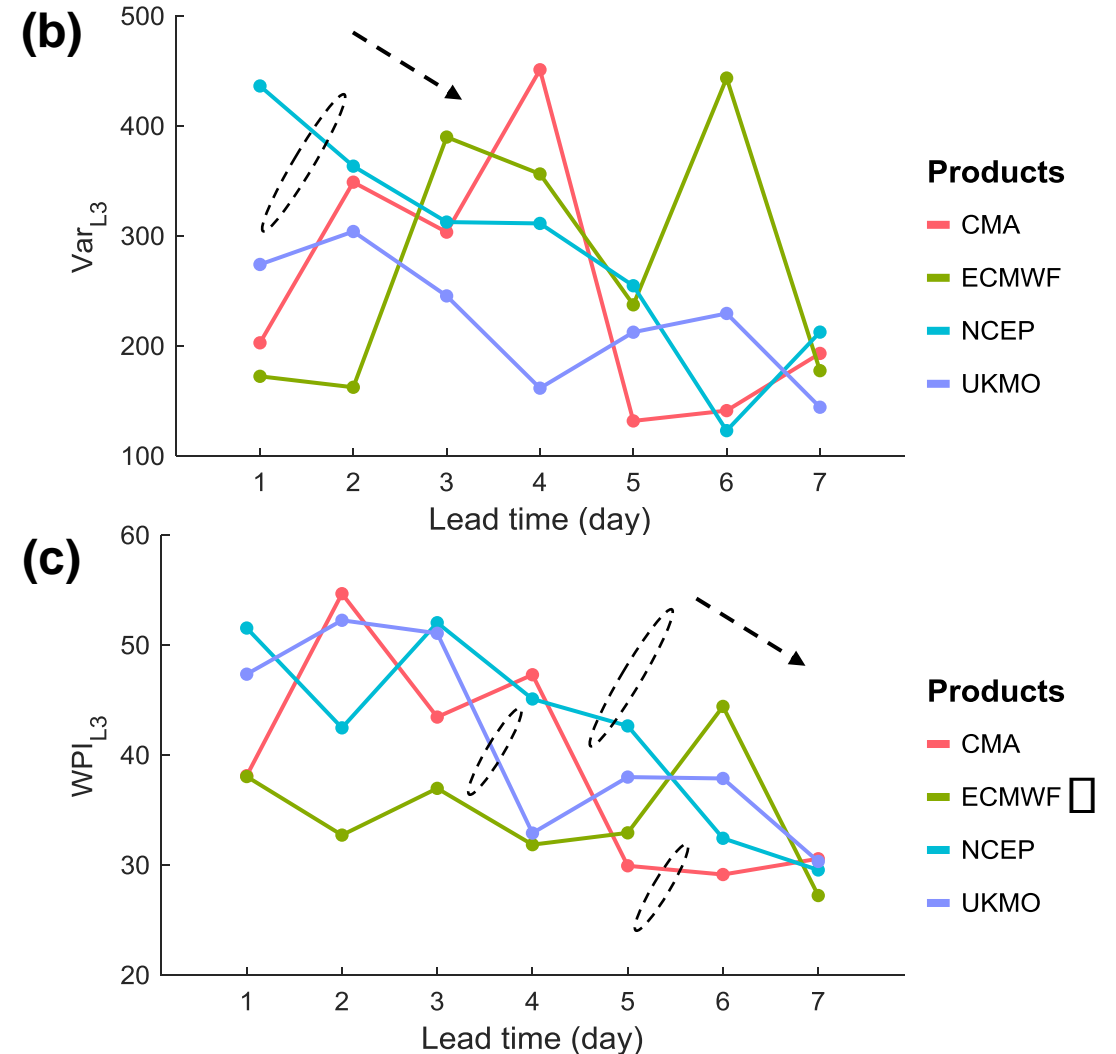 (b)
500
400
300
200
100
Var_L3
1 2 3 4 5 6 7
Lead time (day)
Products
CMA
ECMWF
NCEP
UKMO
(c)
60
50
40
30
20
WPI_L3
1 2 3 4 5 6 7
Lead time (day)
Products
CMA
ECMWF
NCEP
UKMO